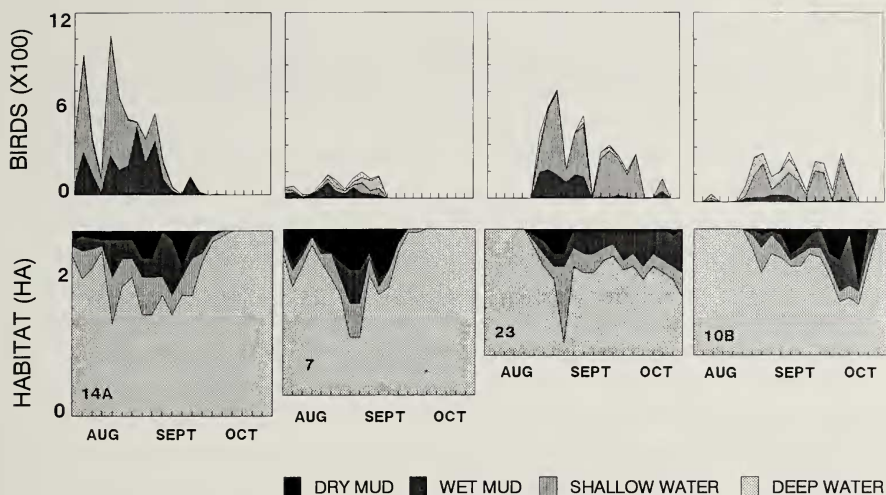 12
BIRDS (X100)
6
0
HABITAT (HA)
2
0
14A
7
23
10B
AUG SEPT OCT
AUG SEPT OCT
AUG SEPT OCT
AUG SEPT OCT
DRY MUD WET MUD SHALLOW WATER DEEP WATER